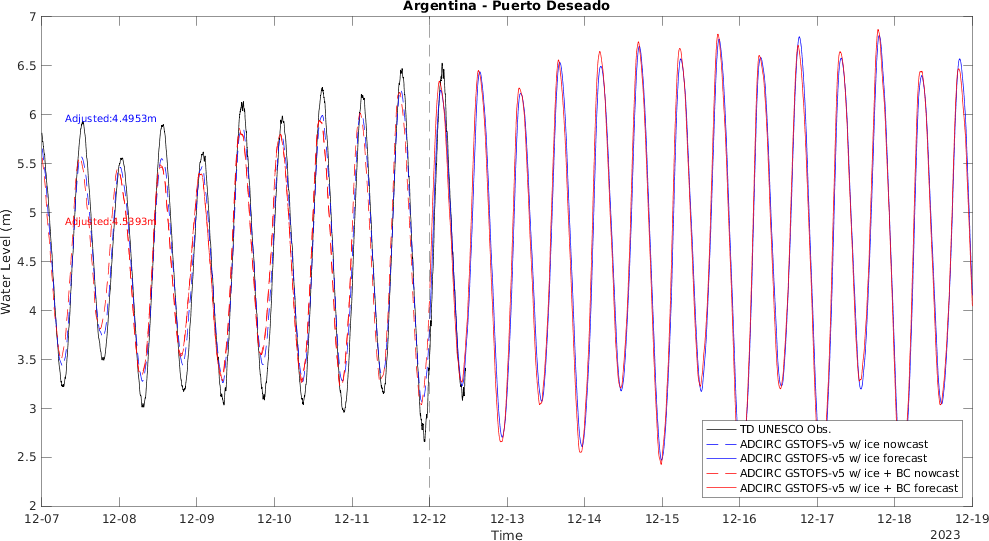 Argentina - Puerto Deseado
Water Level (m)
7
6.5
6
5.5
5
4.5
4
3.5
3
2.5
2
Adjusted:4.4953m
Adjusted:4.5393m
TD UNESCO Obs.
ADCIRC GSTOFS-v5 w/ ice nowcast
ADCIRC GSTOFS-v5 w/ ice forecast
ADCIRC GSTOFS-v5 w/ ice + BC nowcast
ADCIRC GSTOFS-v5 w/ ice + BC forecast
12-07 12-08 12-09 12-10 12-11 12-12 12-13 12-14 12-15 12-16 12-17 12-18 12-19
Time
2023